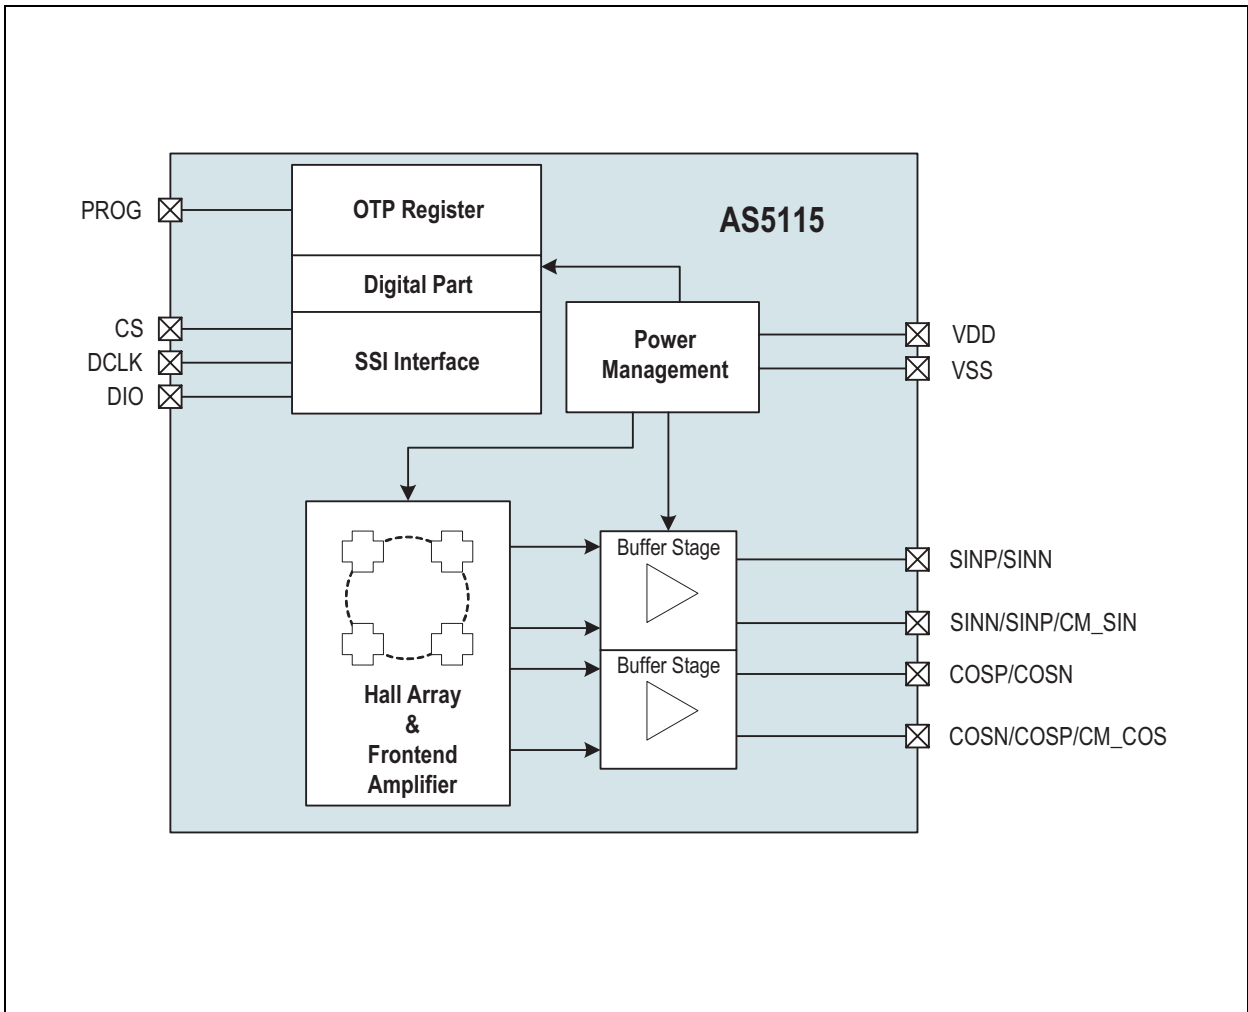 AS5115
PROG
OTP Register
Digital Part
CS
DCLK
DIO
SSI Interface
Power
Management
VDD
VSS
Hall Array
&
Frontend
Amplifier
Buffer Stage
Buffer Stage
SINP/SINN
SINN/SINP/CM_SIN
COSP/COSN
COSN/COSP/CM_COS